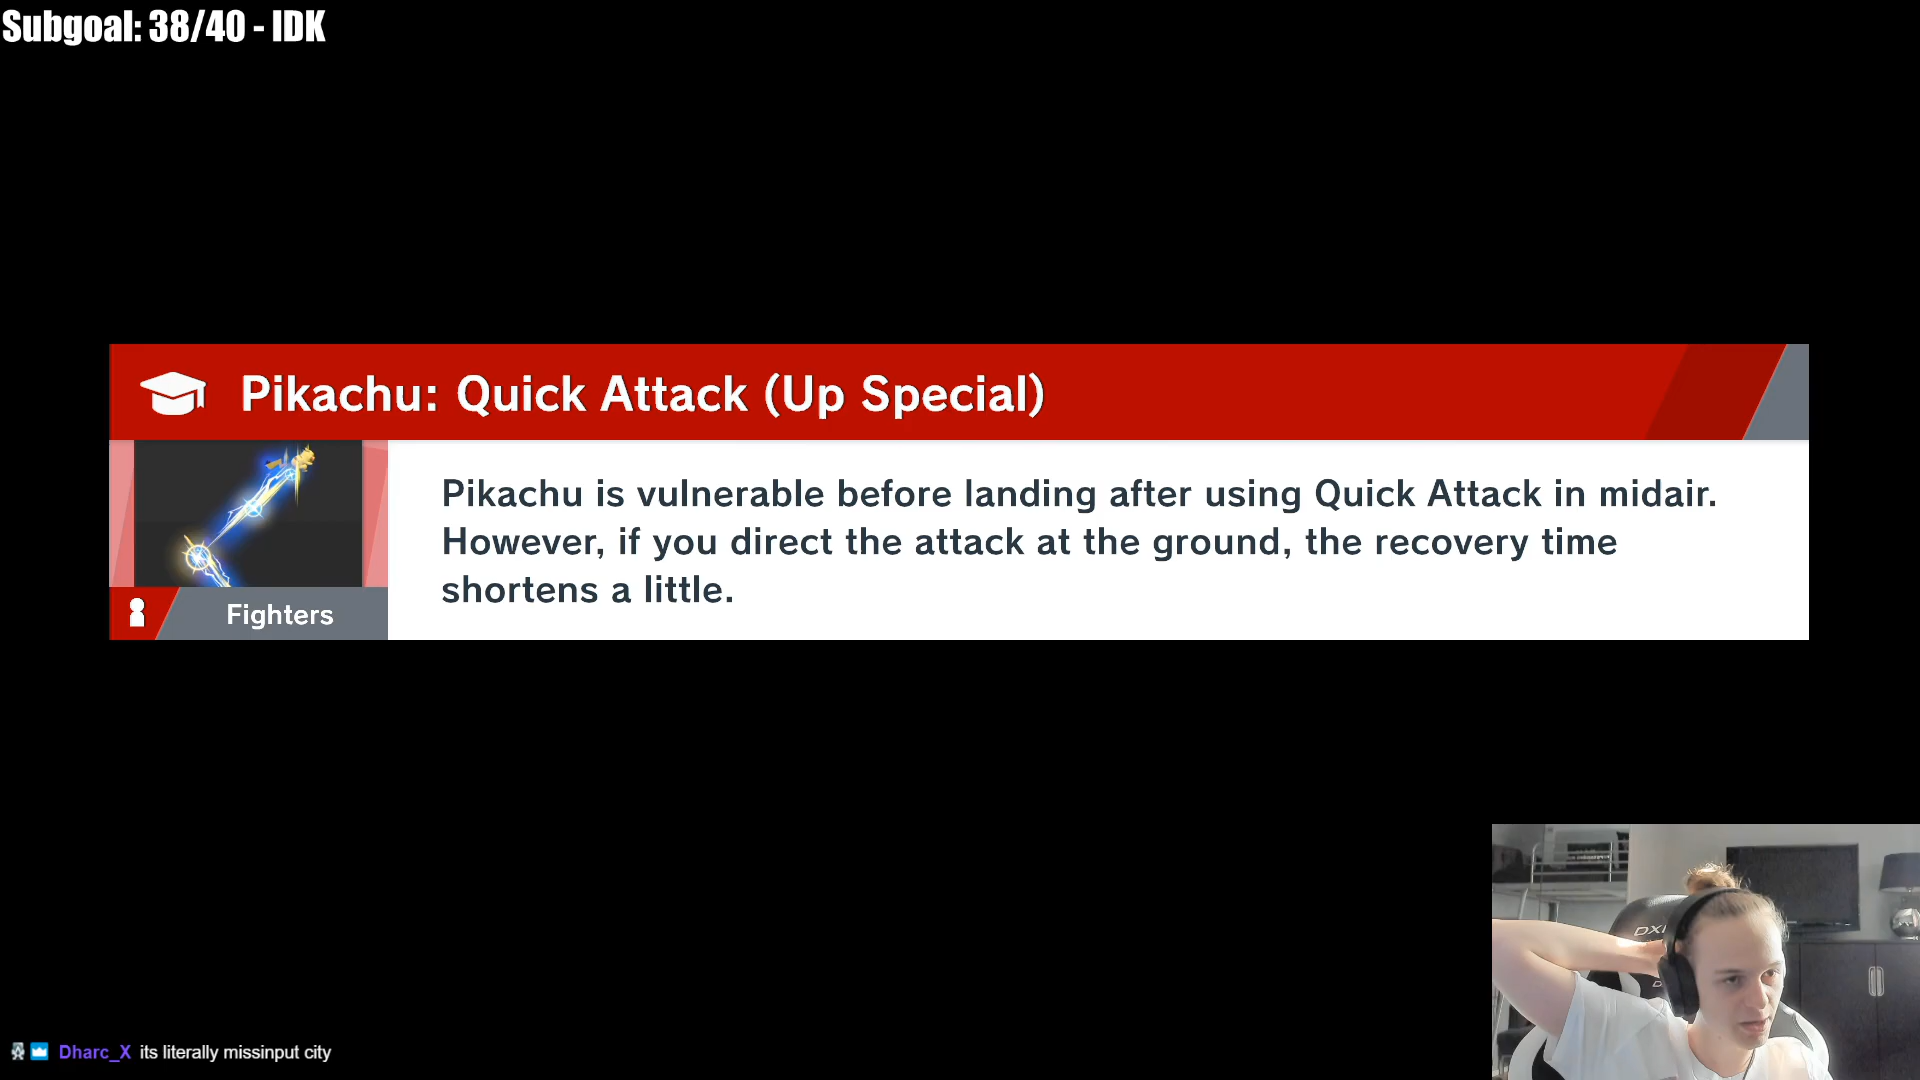 Subgoal: 38/40 - IDK
Pikachu: Quick Attack (Up Special)
Pikachu is vulnerable before landing after using Quick Attack in midair.
However, if you direct the attack at the ground, the recovery time
shortens a little.
Fighters
DXR
Dharc_X its literally missinput city